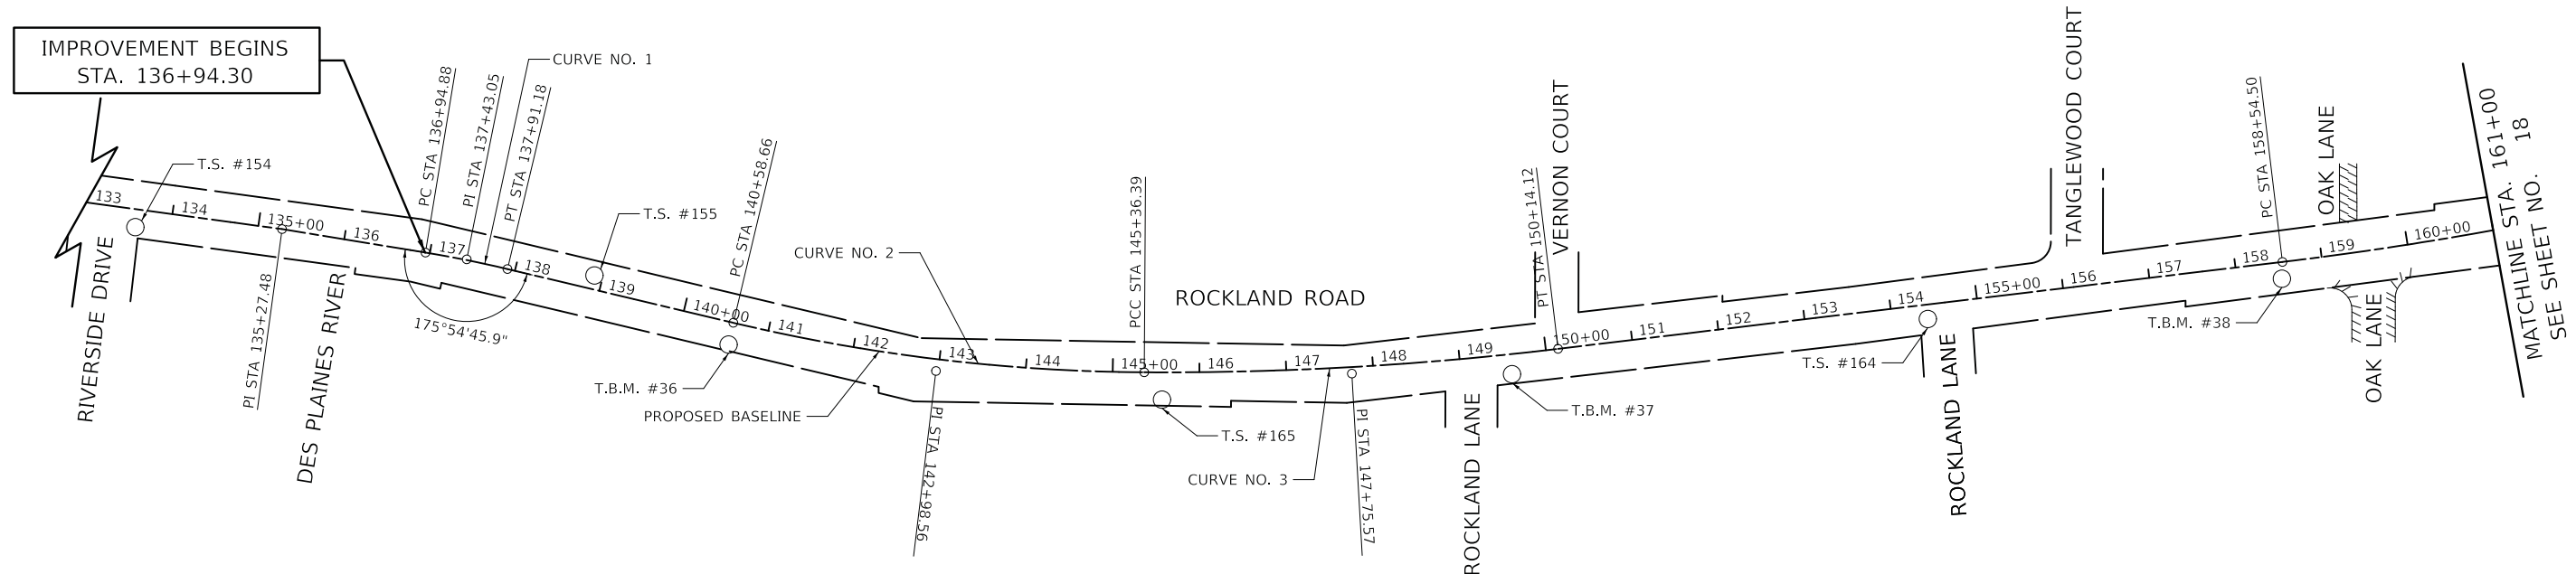 IMPROVEMENT BEGINS
STA. 136+94.30
CURVE NO. 1
PC STA 136+94.88
PI STA 137+43.05
PT STA 137+91.18
T.S. #154
T.S. #155
PC STA 140+58.66
CURVE NO. 2
PCC STA 145+36.39
ROCKLAND ROAD
PT STA 150+14.12
VERNON COURT
TANGLEWOOD COURT
PC STA 158+54.50
OAK LANE
MATCHLINE STA. 161+00
SEE SHEET NO. 18
133
134
135+00
136
137
138
139
140+00
141
142
143
144
145+00
146
147
148
149
150+00
151
152
153
154
155+00
156
157
158
159
160+00
RIVERSIDE DRIVE
PI STA 135+27.48
DES PLAINES RIVER
175°54'45.9"
T.B.M. #36
PROPOSED BASELINE
PI STA 142+98.56
T.S. #165
CURVE NO. 3
PI STA 147+75.57
ROCKLAND LANE
T.B.M. #37
T.S. #164
ROCKLAND LANE
T.B.M. #38
OAK LANE